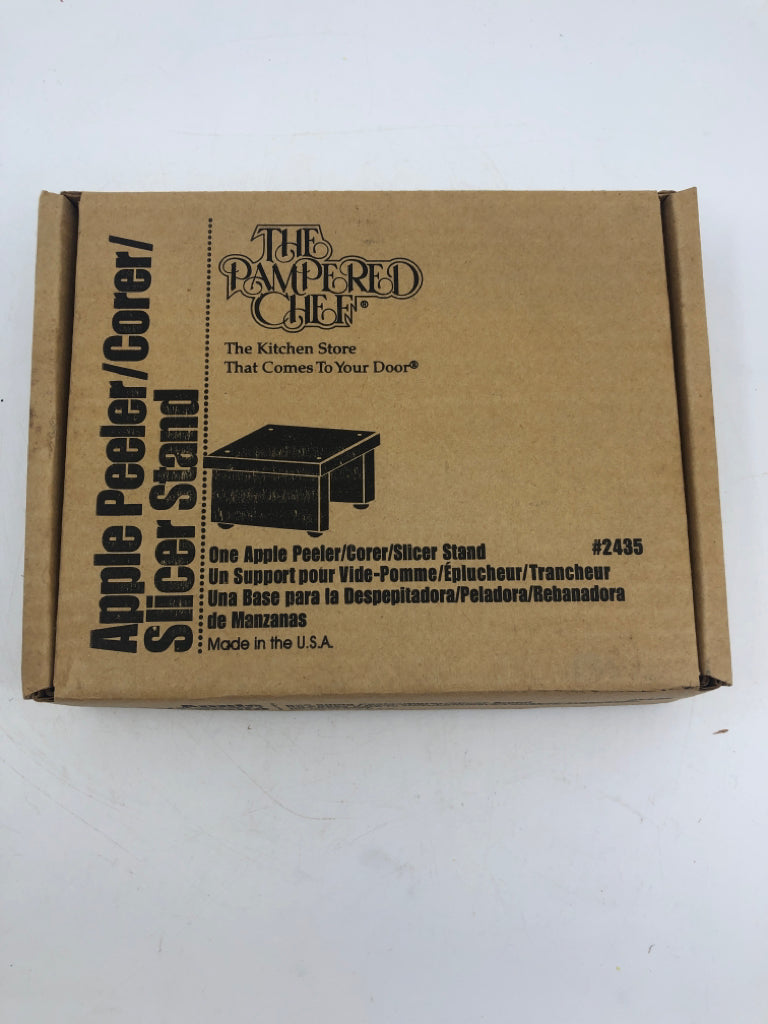 Apple Peeler/Corer/
Slicer Stand
THE
PAMPERED
CHEF®
The Kitchen Store
That Comes To Your Door®
One Apple Peeler/Corer/Slicer Stand #2435
Un Support pour Vide-Pomme/Éplucheur/Trancheur
Una Base para la Despepitadora/Peladora/Rebanadora
de Manzanas
Made in the U.S.A.